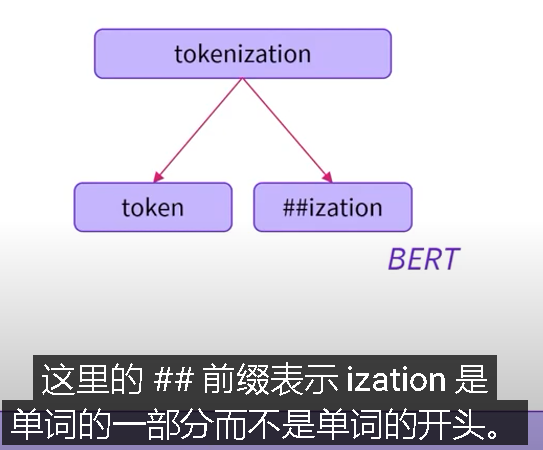 tokenization
token
##ization
BERT
这里的 ## 前缀表示 ization 是
单词的一部分而不是单词的开头。